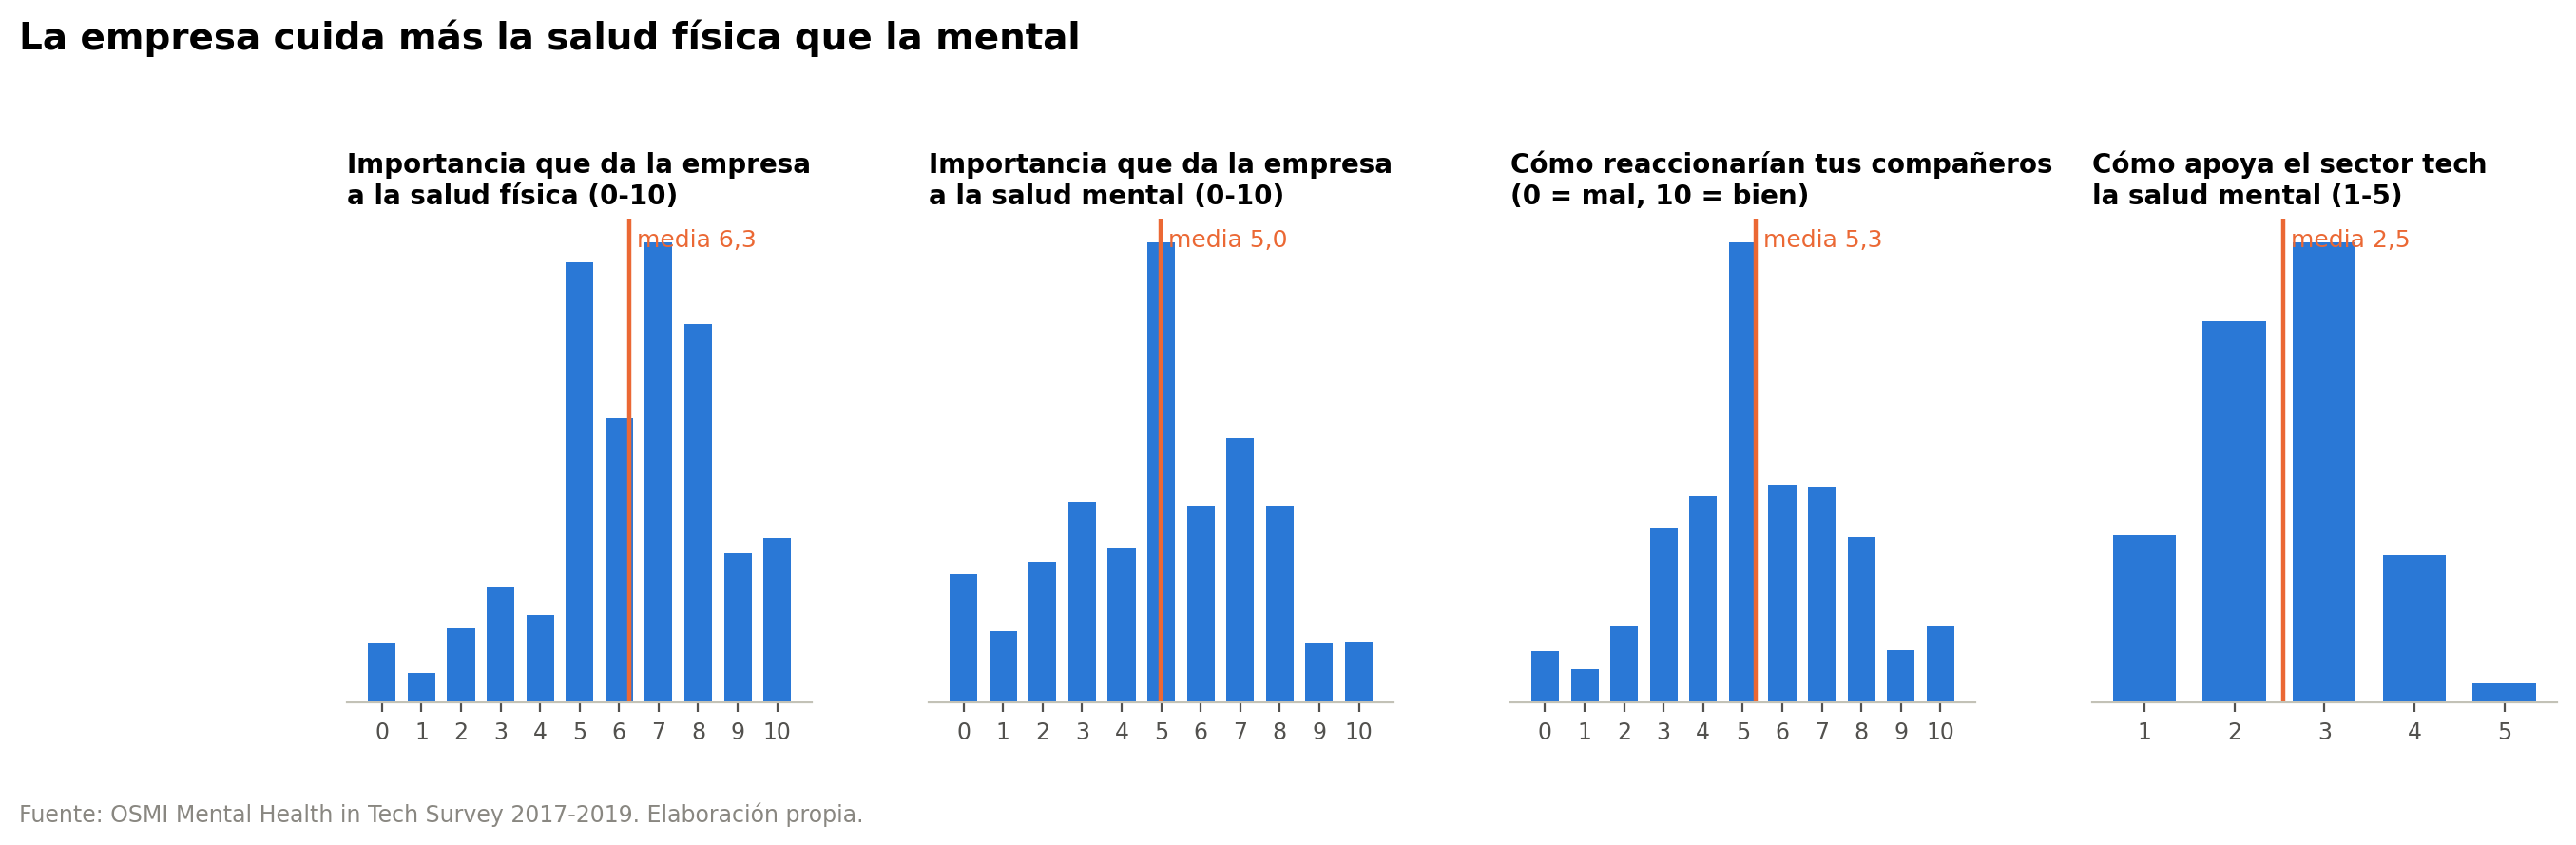 La empresa cuida más la salud física que la mental
Importancia que da la empresa
a la salud física (0-10)
media 6,3
0 1 2 3 4 5 6 7 8 9 10
Importancia que da la empresa
a la salud mental (0-10)
media 5,0
0 1 2 3 4 5 6 7 8 9 10
Cómo reaccionarían tus compañeros
(0 = mal, 10 = bien)
media 5,3
0 1 2 3 4 5 6 7 8 9 10
Cómo apoya el sector tech
la salud mental (1-5)
media 2,5
1 2 3 4 5
Fuente: OSMI Mental Health in Tech Survey 2017-2019. Elaboración propia.